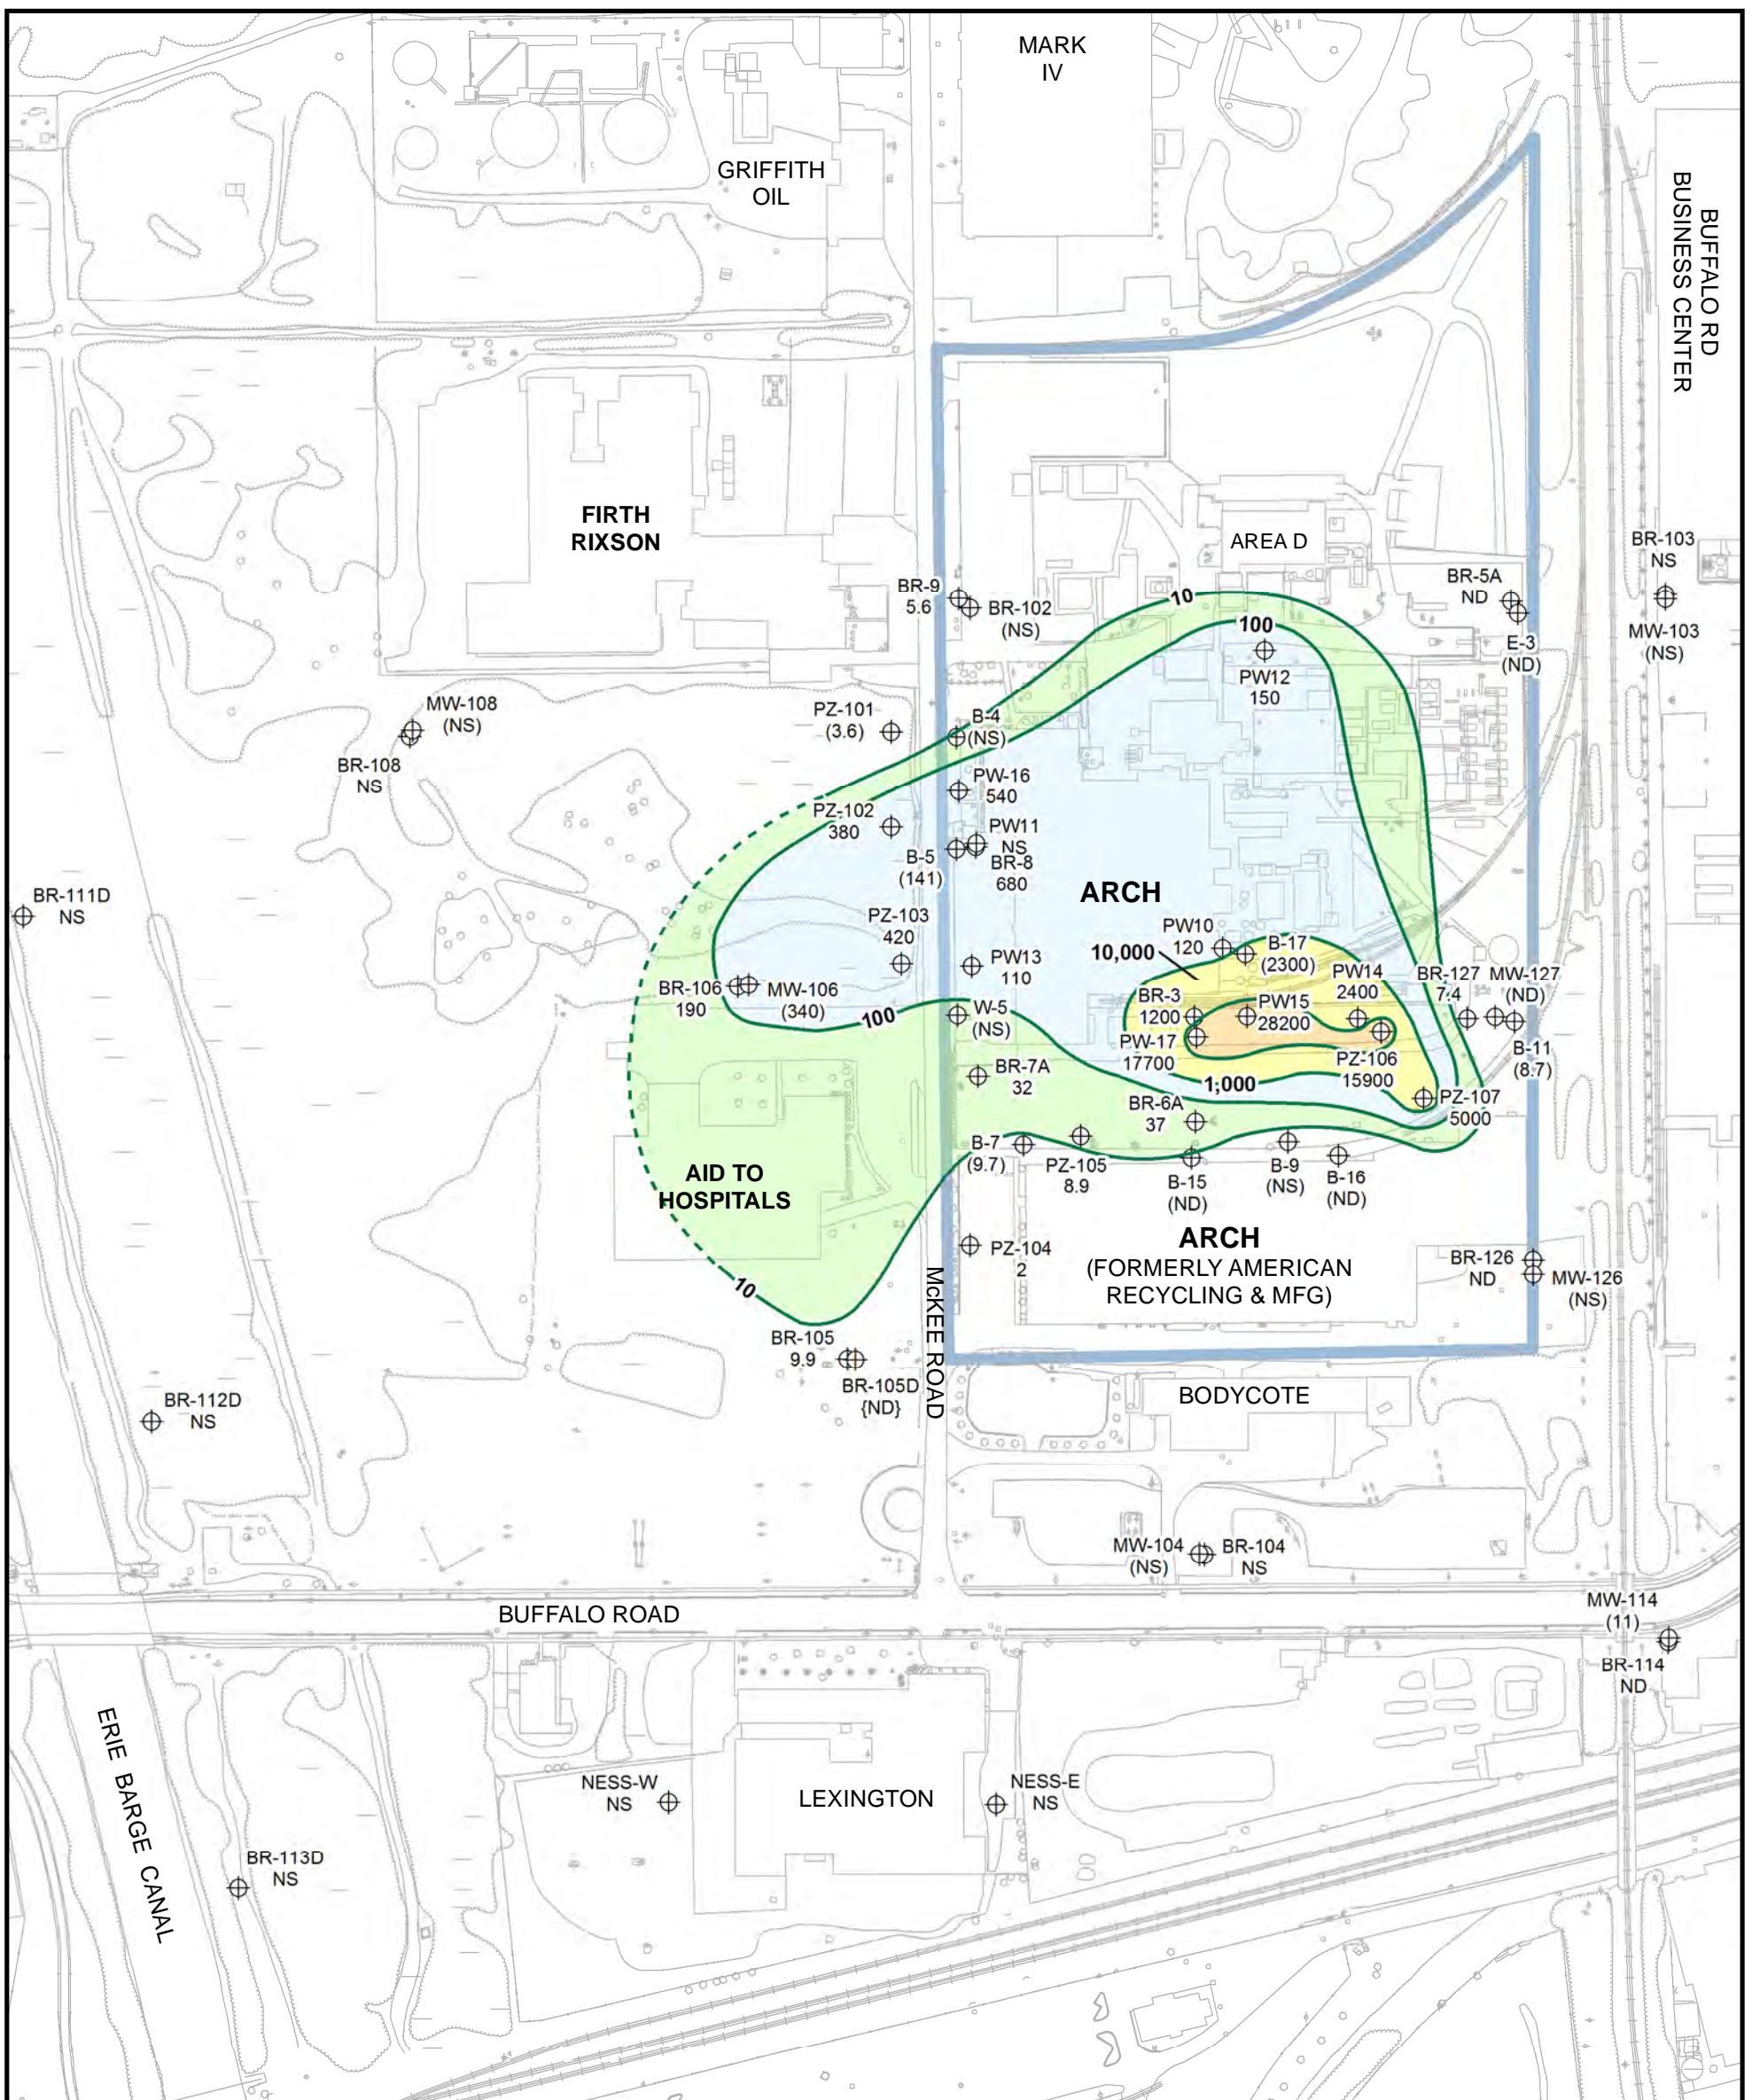 MARK
IV
GRIFFITH
OIL
BUFFALO RD
BUSINESS CENTER
FIRTH
RIXSON
AREA D
BR-103
NS
MW-103
(NS)
BR-5A
ND
E-3
(ND)
BR-9
5.6
BR-102
(NS)
10
100
PW12
150
MW-108
(NS)
BR-108
NS
PZ-101
(3.6)
B-4
(NS)
PW-16
540
PZ-102
380
PW11
NS
BR-8
680
B-5
(141)
ARCH
BR-111D
NS
PZ-103
420
PW13
110
PW10
120
B-17
(2300)
10,000
PW14
2400
BR-127
7.4
MW-127
(ND)
BR-106
190
MW-106
(340)
BR-3
1200
PW15
28200
100
W-5
(NS)
PW-17
17700
PZ-106
15900
B-11
(8.7)
1,000
BR-7A
32
BR-6A
37
PZ-107
5000
B-7
(9.7)
PZ-105
8.9
B-15
(ND)
B-9
(NS)
B-16
(ND)
AID TO
HOSPITALS
PZ-104
2
ARCH
(FORMERLY AMERICAN
RECYCLING & MFG)
BR-126
ND
MW-126
(NS)
10
McKEE ROAD
BR-105
9.9
BR-105D
{ND}
BODYCOTE
BR-112D
NS
MW-104
(NS)
BR-104
NS
BUFFALO ROAD
MW-114
(11)
BR-114
ND
ERIE BARGE CANAL
NESS-W
NS
LEXINGTON
NESS-E
NS
BR-113D
NS